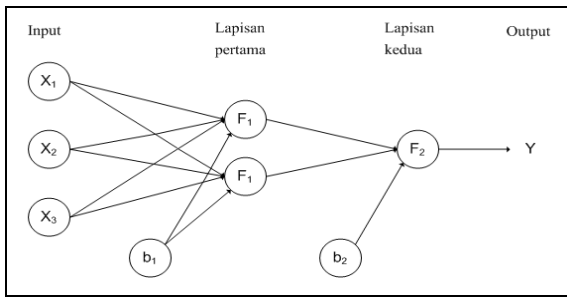 Input
Lapisan pertama
Lapisan kedua
Output
X₁
X₂
X₃
F₁
F₁
F₂
Y
b₁
b₂